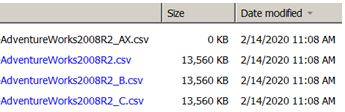 Size Date modified
AdventureWorks2008R2_AX.csv 0 KB 2/14/2020 11:08 AM
AdventureWorks2008R2.csv 13,560 KB 2/14/2020 11:08 AM
AdventureWorks2008R2_B.csv 13,560 KB 2/14/2020 11:08 AM
AdventureWorks2008R2_C.csv 13,560 KB 2/14/2020 11:08 AM